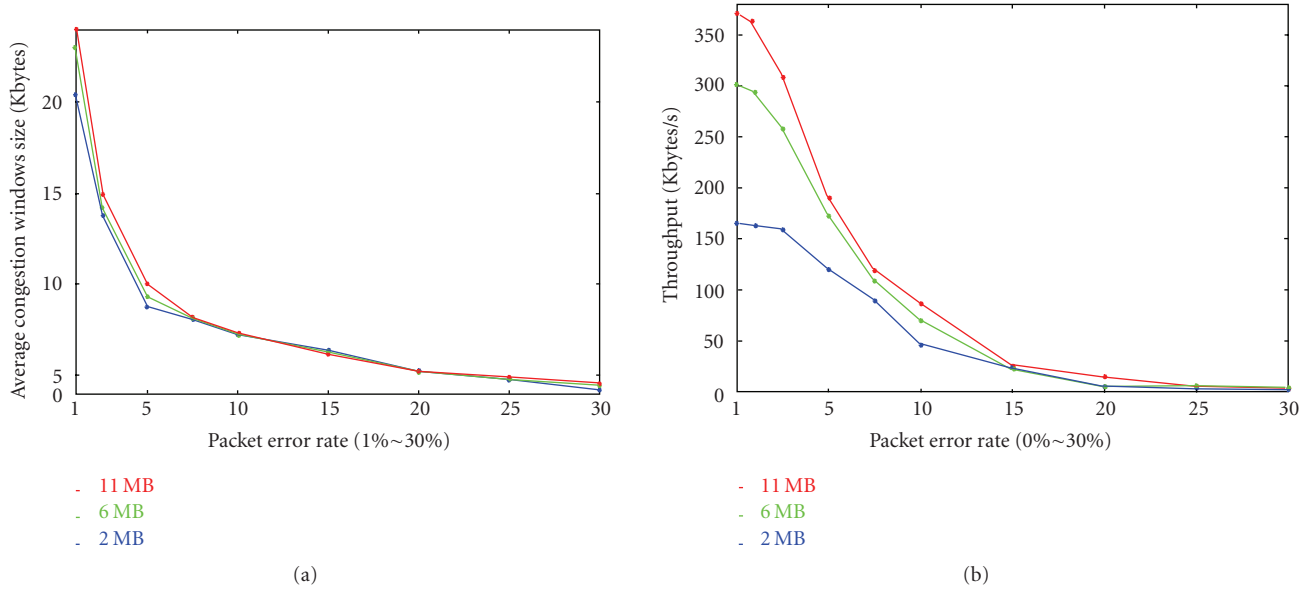 Average congestion windows size (Kbytes)
20
15
10
5
0
1
5
10
15
20
25
30
Packet error rate (1%~30%)
11 MB
6 MB
2 MB
(a)
Throughput (Kbytes/s)
350
300
250
200
150
100
50
0
1
5
10
15
20
25
30
Packet error rate (0%~30%)
11 MB
6 MB
2 MB
(b)